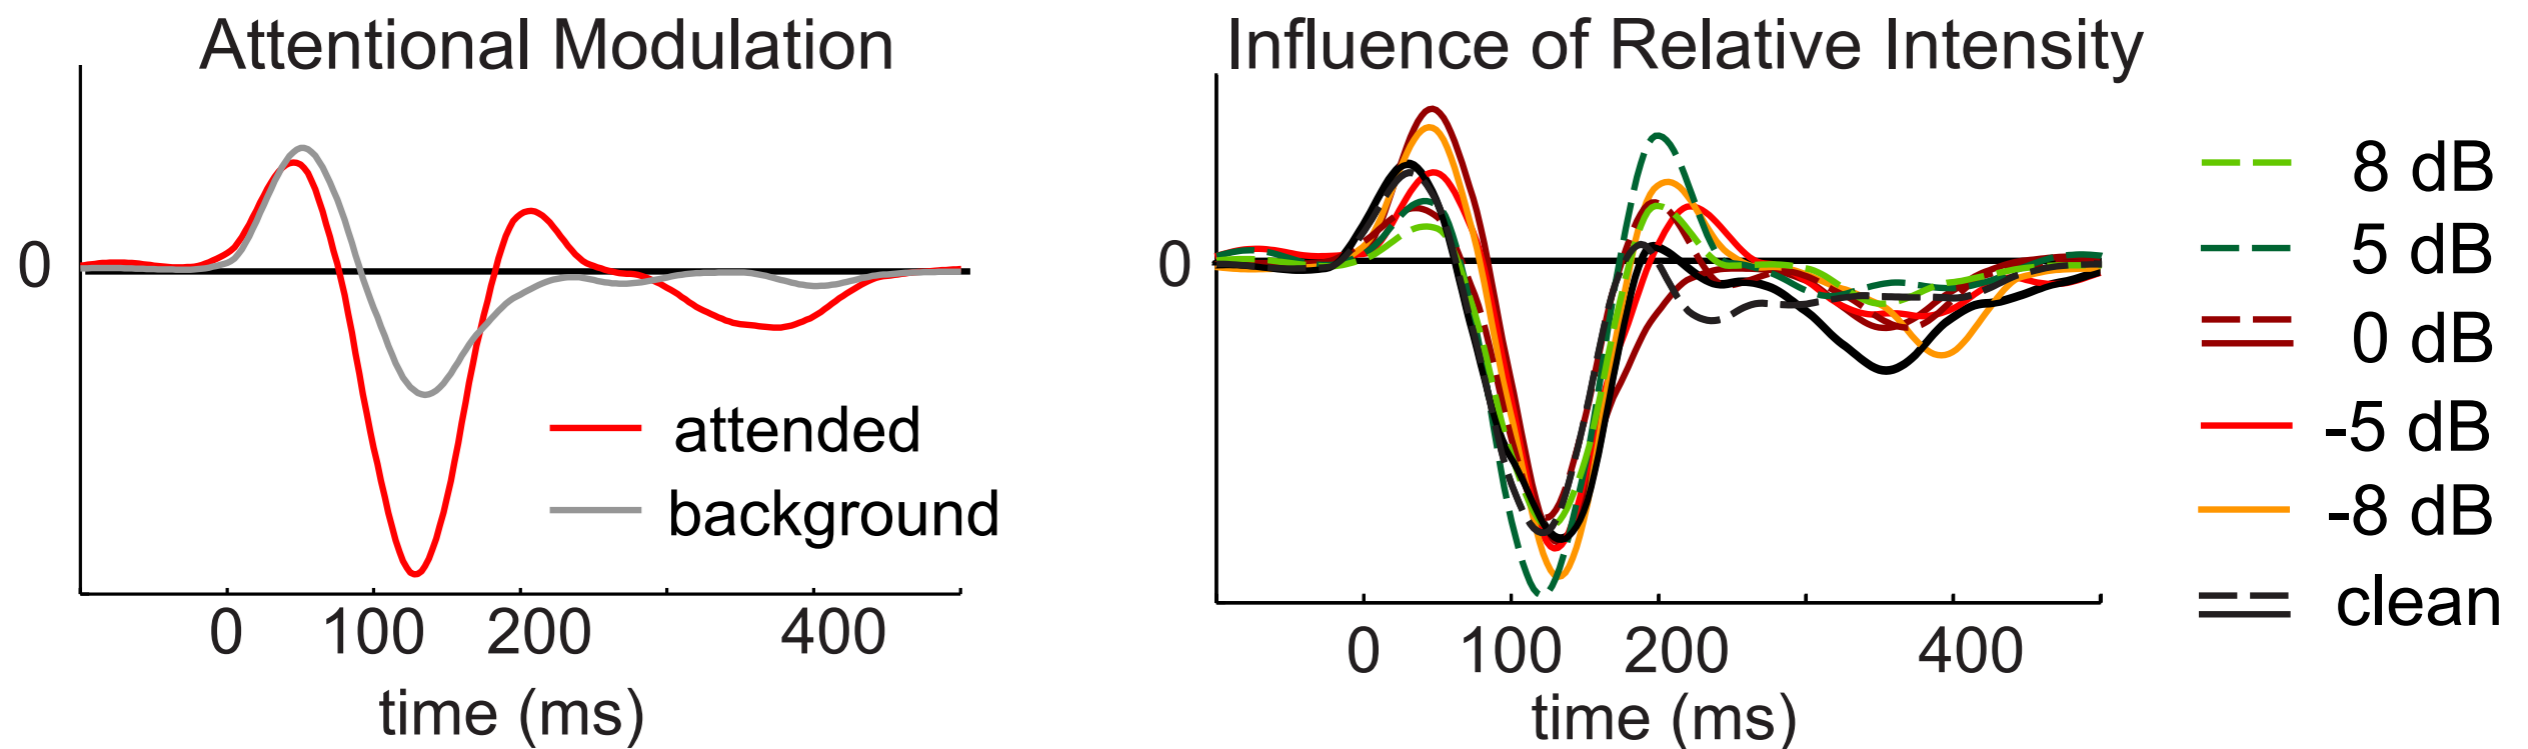 Attentional Modulation
0
attended
background
0 100 200 400
time (ms)
Influence of Relative Intensity
0
0 100 200 400
time (ms)
8 dB
5 dB
0 dB
-5 dB
-8 dB
clean